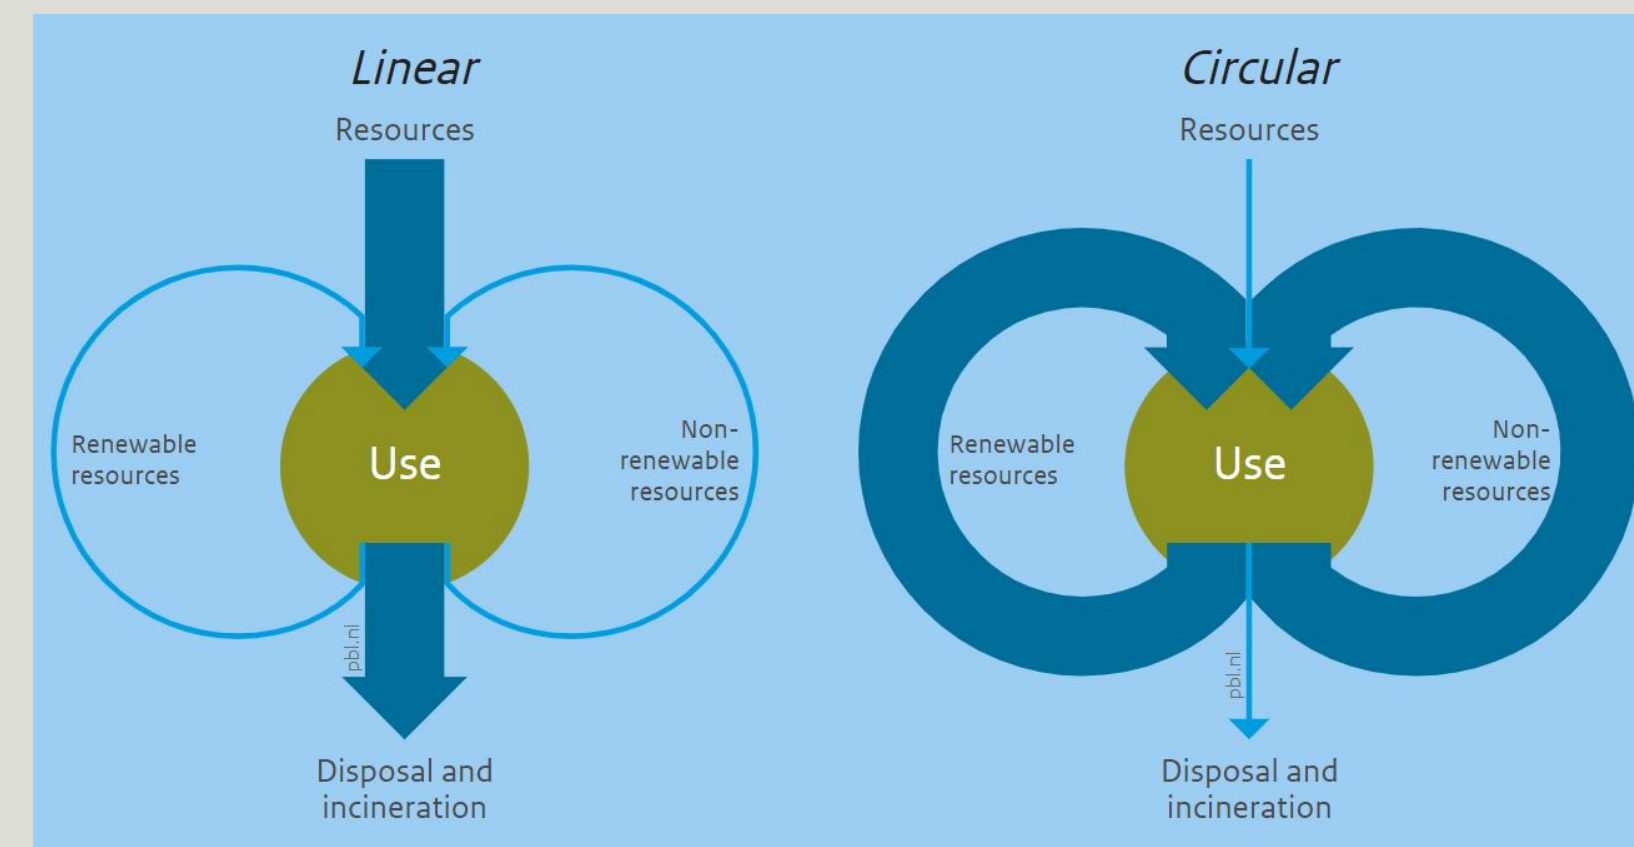 Linear
Resources
Renewable
resources
Use
Non-
renewable
resources
pbl.nl
Disposal and
incineration
Circular
Resources
Renewable
resources
Use
Non-
renewable
resources
pbl.nl
Disposal and
incineration